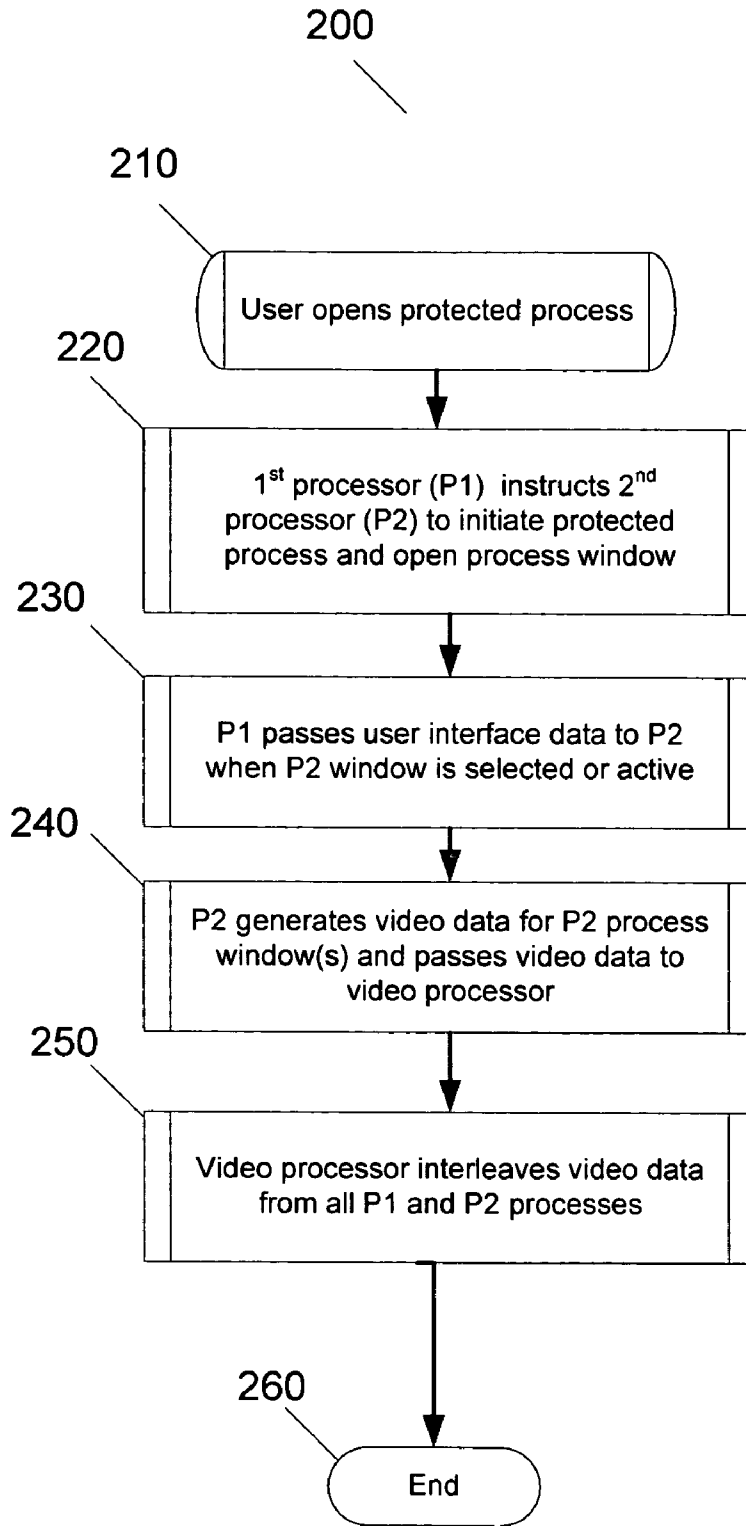 200
210
User opens protected process
220
1st processor (P1) instructs 2nd
processor (P2) to initiate protected
process and open process window
230
P1 passes user interface data to P2
when P2 window is selected or active
240
P2 generates video data for P2 process
window(s) and passes video data to
video processor
250
Video processor interleaves video data
from all P1 and P2 processes
260
End